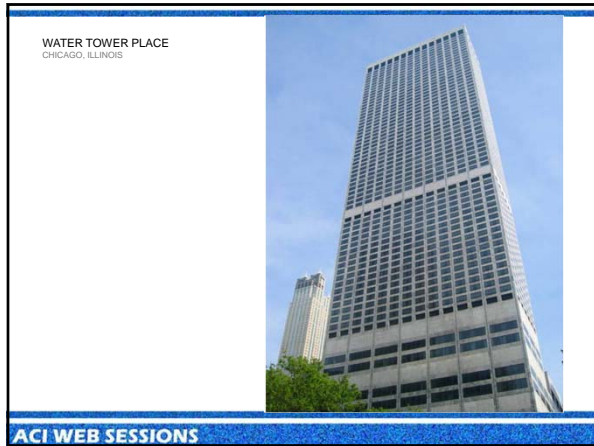 WATER TOWER PLACE
CHICAGO, ILLINOIS
ACI WEB SESSIONS